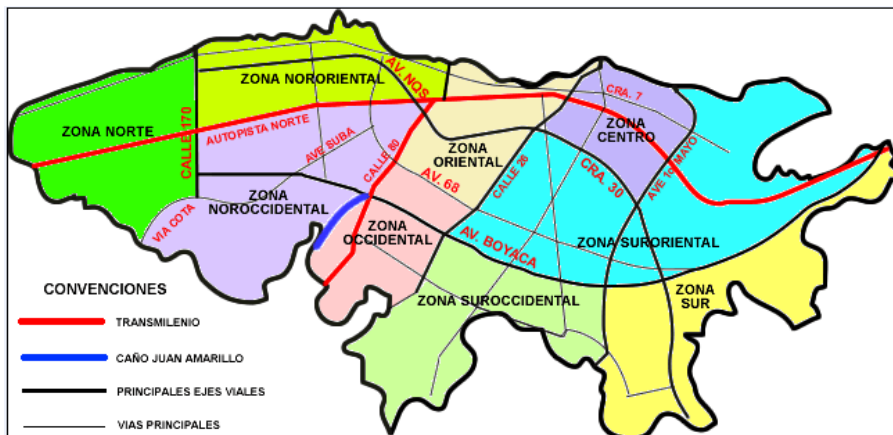 AV. NQS
ZONA NORORIENTAL
CRA. 7
CALLE 170
ZONA NORTE
AUTOPISTA NORTE
AVE SUBA
CALLE 80
ZONA
ORIENTAL
ZONA
CENTRO
AVE 1o. MAYO
CALLE 26
CRA. 30
AV. 68
ZONA
NOROCCIDENTAL
VIA COTA
ZONA
OCCIDENTAL
AV. BOYACA
ZONA SURORIENTAL
ZONA SUROCCIDENTAL
ZONA
SUR
CONVENCIONES
TRANSMILENIO
CAÑO JUAN AMARILLO
PRINCIPALES EJES VIALES
VIAS PRINCIPALES